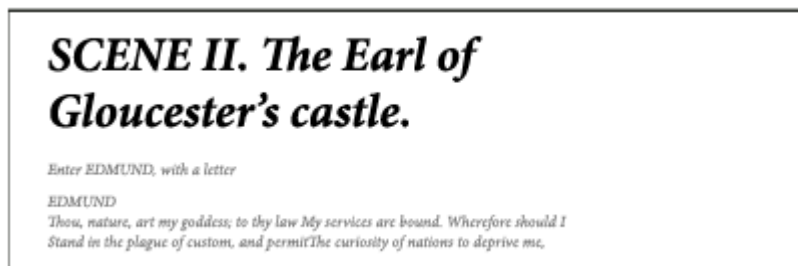 SCENE II. The Earl of
Gloucester’s castle.
Enter EDMUND, with a letter
EDMUND
Thou, nature, art my goddess; to thy law My services are bound. Wherefore should I
Stand in the plague of custom, and permitThe curiosity of nations to deprive me,